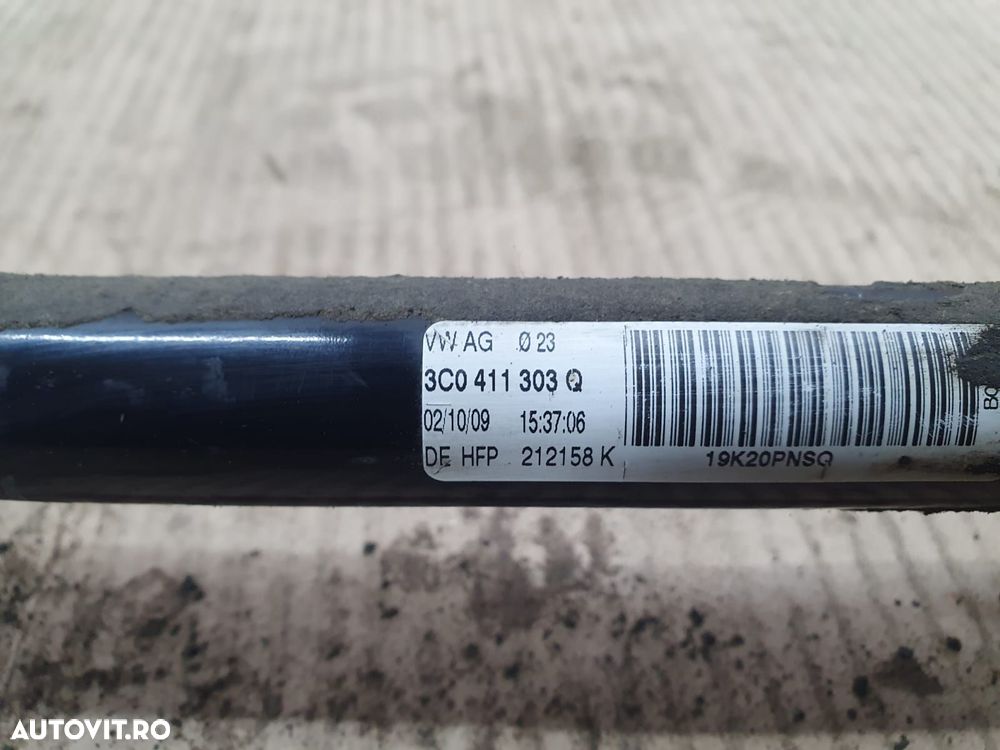 VW AG Ø 23
3C0 411 303 Q
02/10/09 15:37:06
DE HFP 212158 K
19K20PNSQ
AUTOVIT.RO